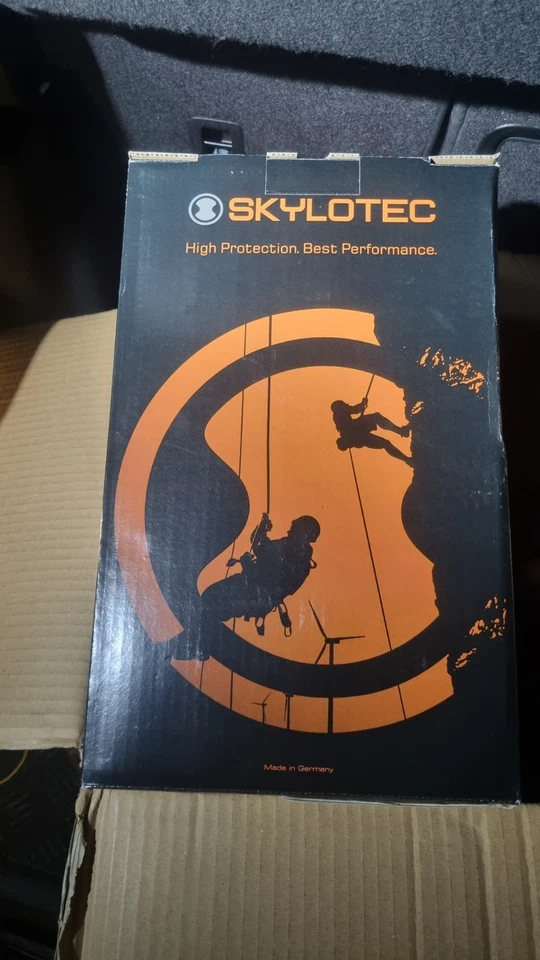 SKYLOTEC
High Protection. Best Performance.
Made in Germany